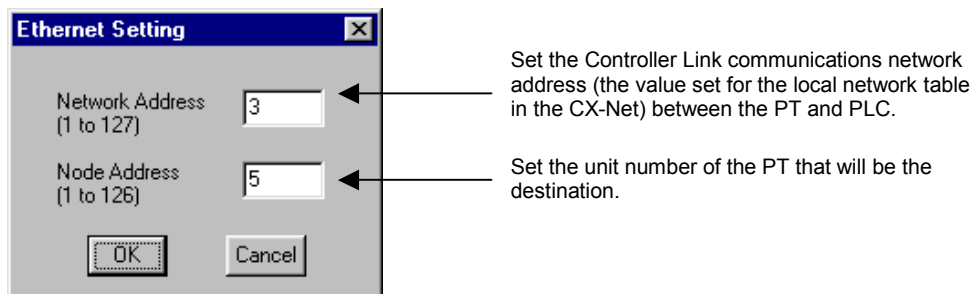 Ethernet Setting
Network Address
(1 to 127)
3
Node Address
(1 to 126)
5
OK
Cancel
Set the Controller Link communications network
address (the value set for the local network table
in the CX-Net) between the PT and PLC.
Set the unit number of the PT that will be the
destination.